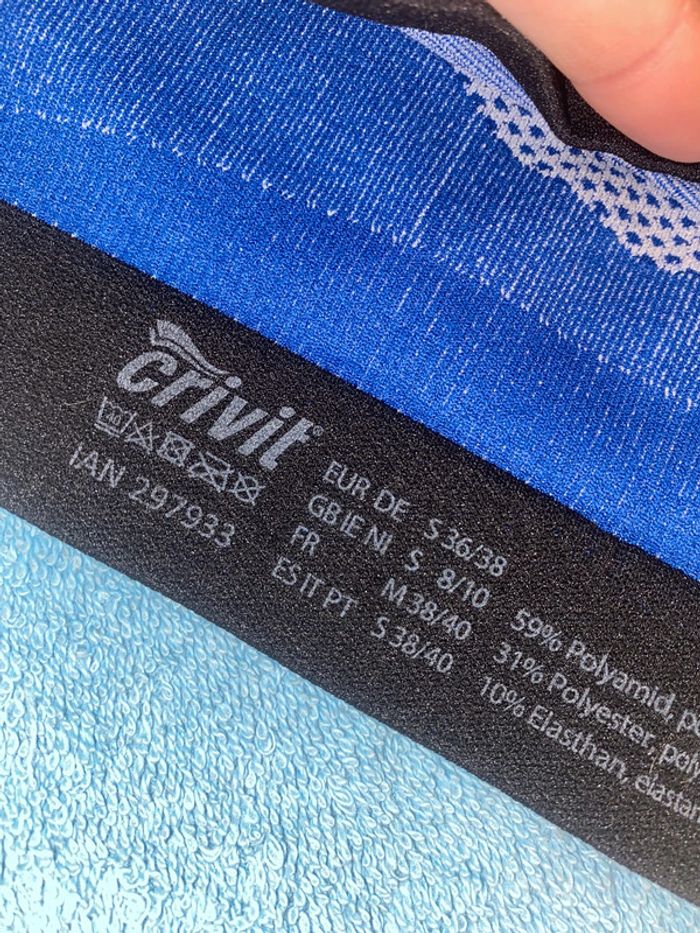 crivit®
IAN 297933
EUR DE S 36/38
GB IE NI S 8/10
FR M 38/40
ES IT PT S 38/40
59% Polyamid,
31% Polyester,
10% Elasthan,